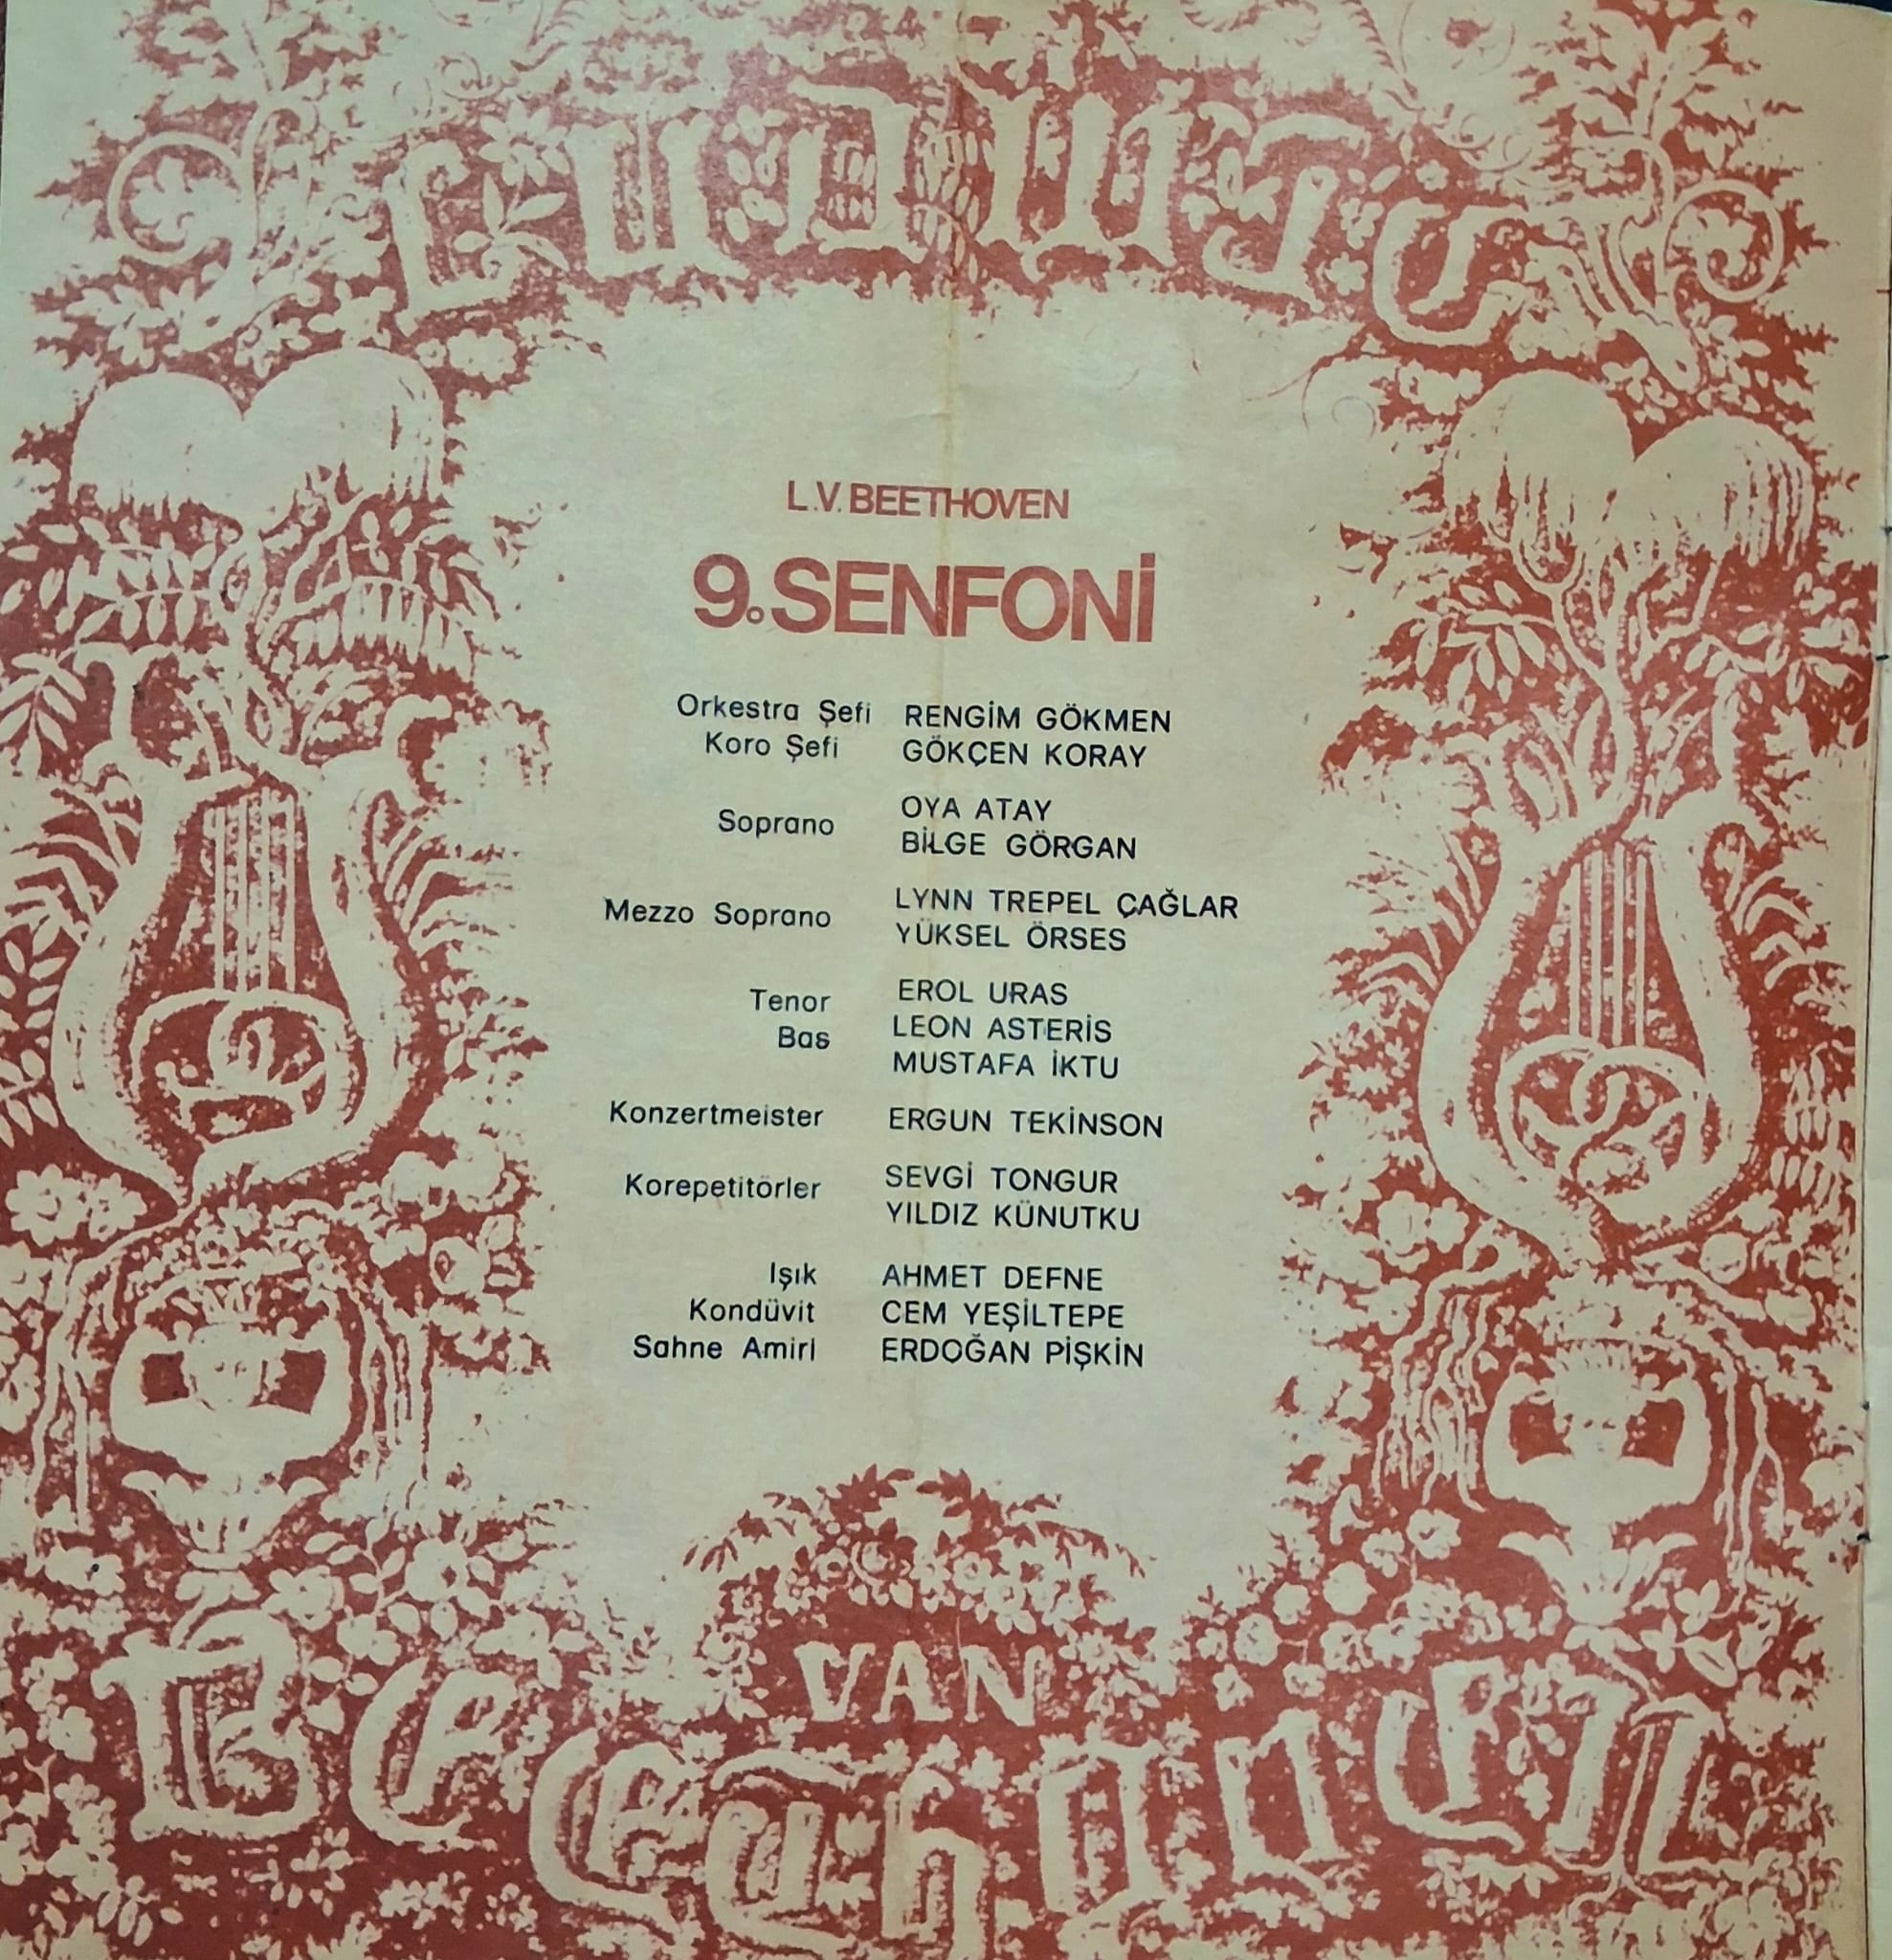 LUDWIG
L.V. BEETHOVEN
9. SENFONİ
Orkestra Şefi RENGİM GÖKMEN
Koro Şefi GÖKÇEN KORAY
Soprano OYA ATAY
BİLGE GÖRGAN
Mezzo Soprano LYNN TREPEL ÇAĞLAR
YÜKSEL ÖRSES
Tenor EROL URAS
Bas LEON ASTERİS
MUSTAFA İKTU
Konzertmeister ERGUN TEKİNSON
Korepetitörler SEVGİ TONGUR
YILDIZ KÜNUTKU
Işık AHMET DEFNE
Kondüvit CEM YEŞİLTEPE
Sahne Amiri ERDOĞAN PİŞKİN
VAN
Beethoven